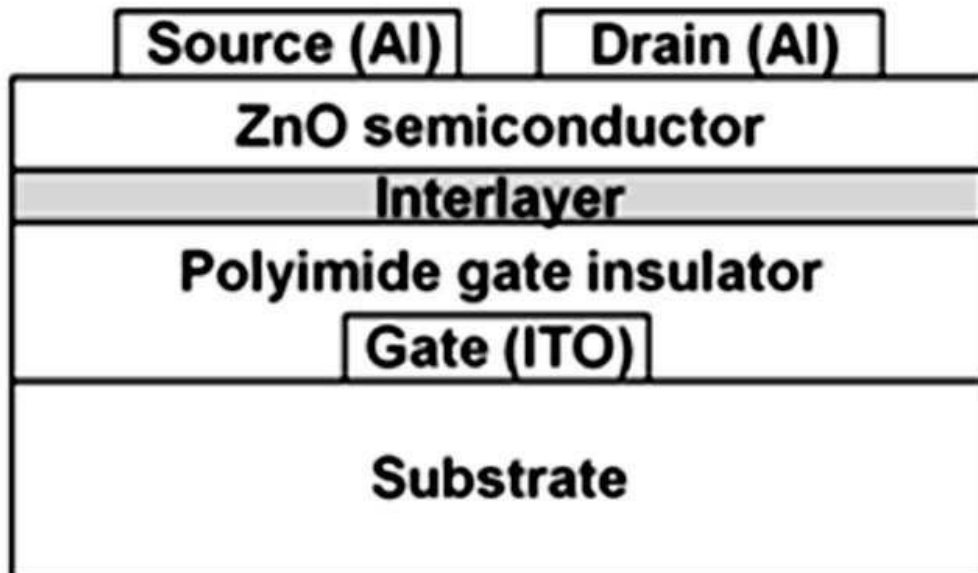 Source (Al) Drain (Al)
ZnO semiconductor
Interlayer
Polyimide gate insulator
Gate (ITO)
Substrate